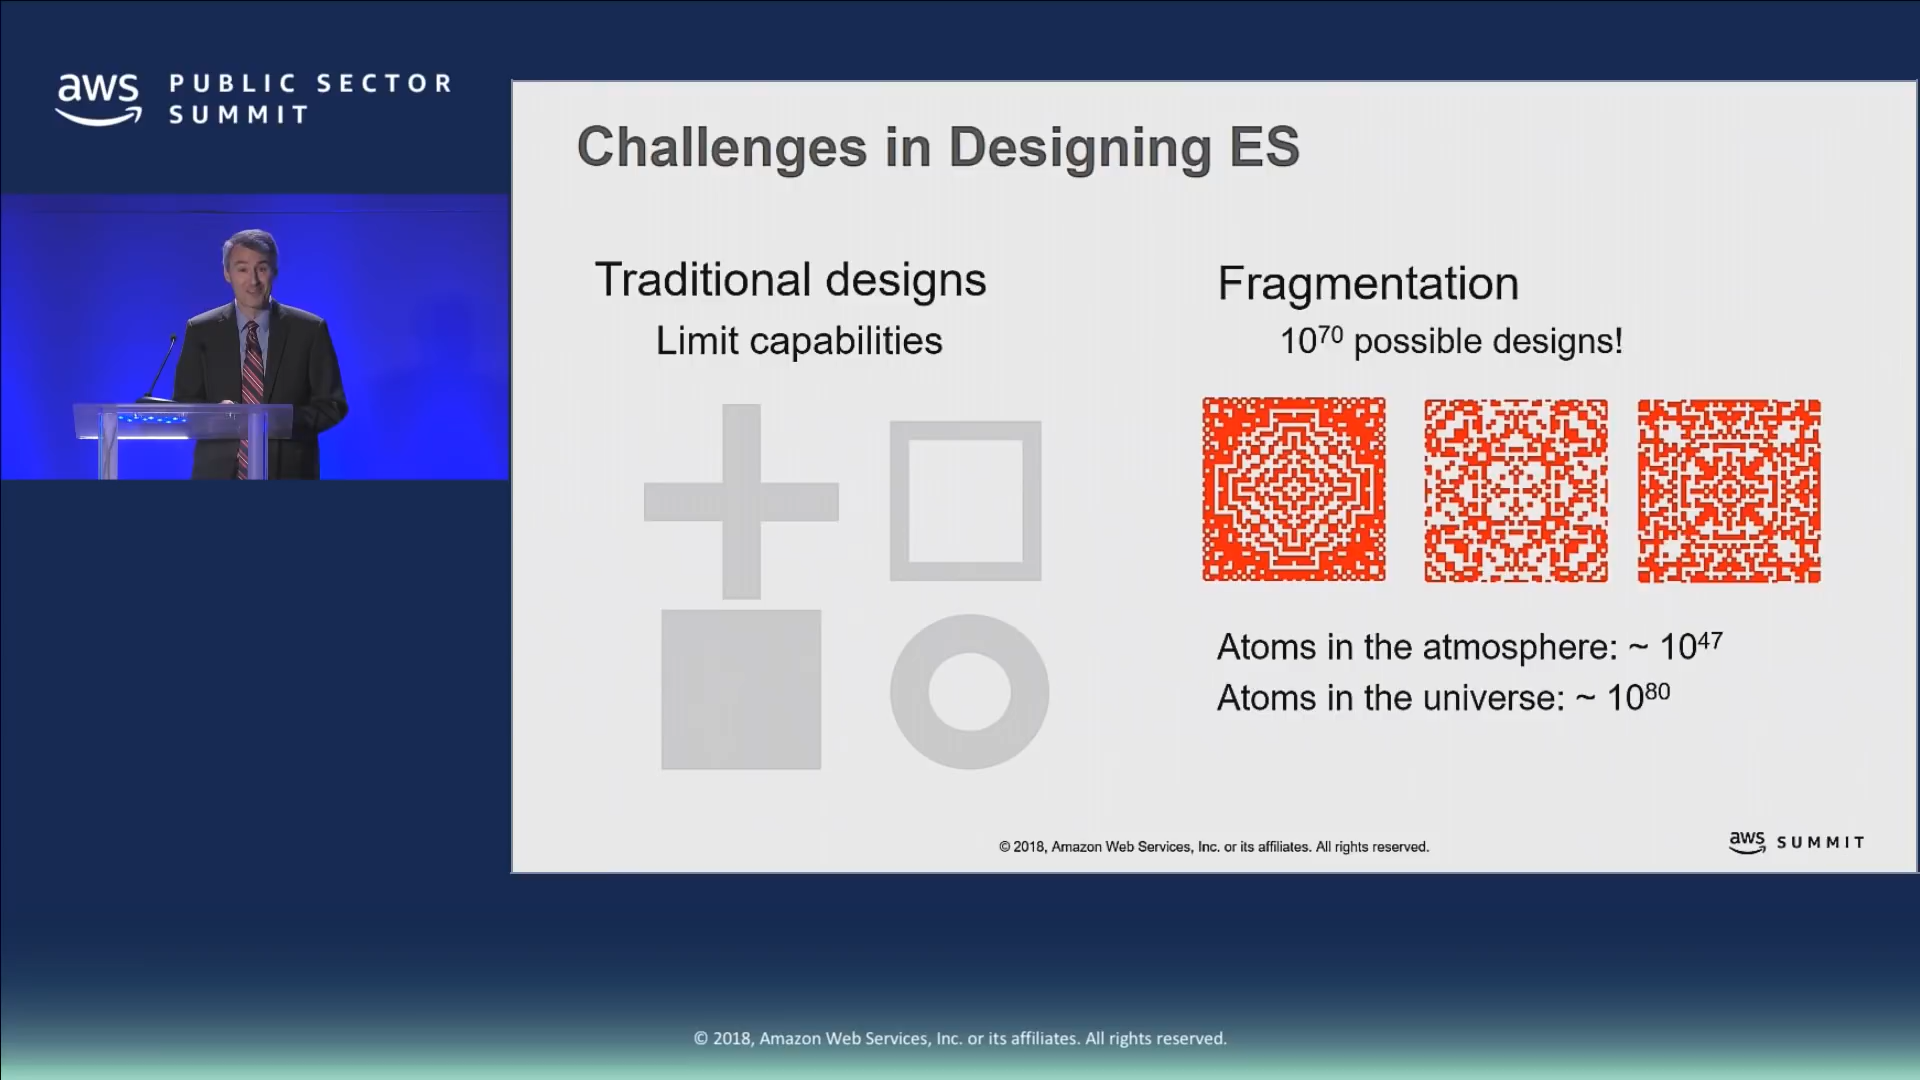 aws PUBLIC SECTOR
SUMMIT
Challenges in Designing ES
Traditional designs
Limit capabilities
Fragmentation
10⁷⁰ possible designs!
Atoms in the atmosphere: ~ 10⁴⁷
Atoms in the universe: ~ 10⁸⁰
© 2018, Amazon Web Services, Inc. or its affiliates. All rights reserved.
aws SUMMIT
© 2018, Amazon Web Services, Inc. or its affiliates. All rights reserved.